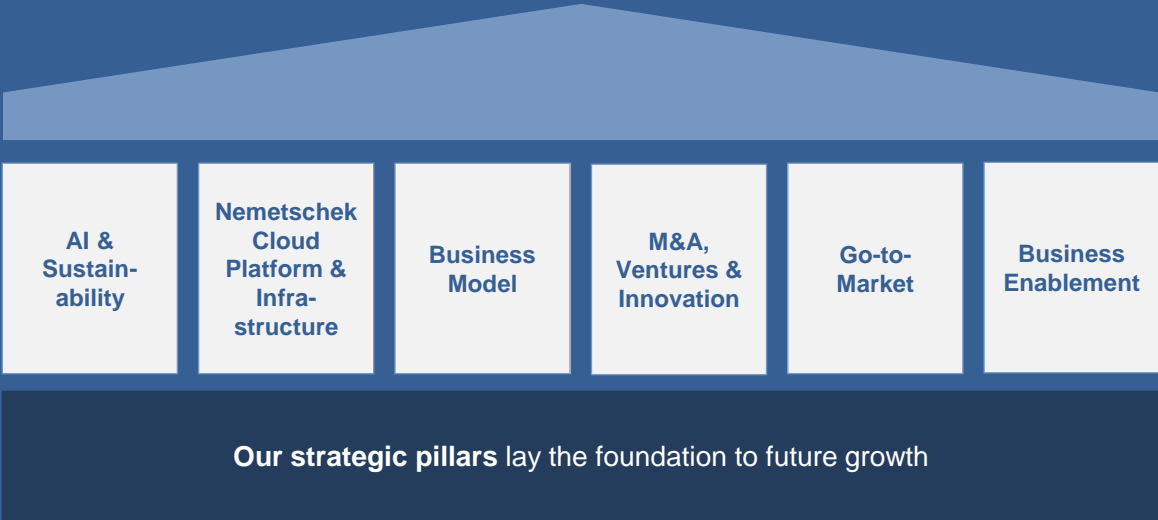 AI &
Sustain-
ability
Nemetschek
Cloud
Platform &
Infra-
structure
Business
Model
M&A,
Ventures &
Innovation
Go-to-
Market
Business
Enablement
Our strategic pillars lay the foundation to future growth